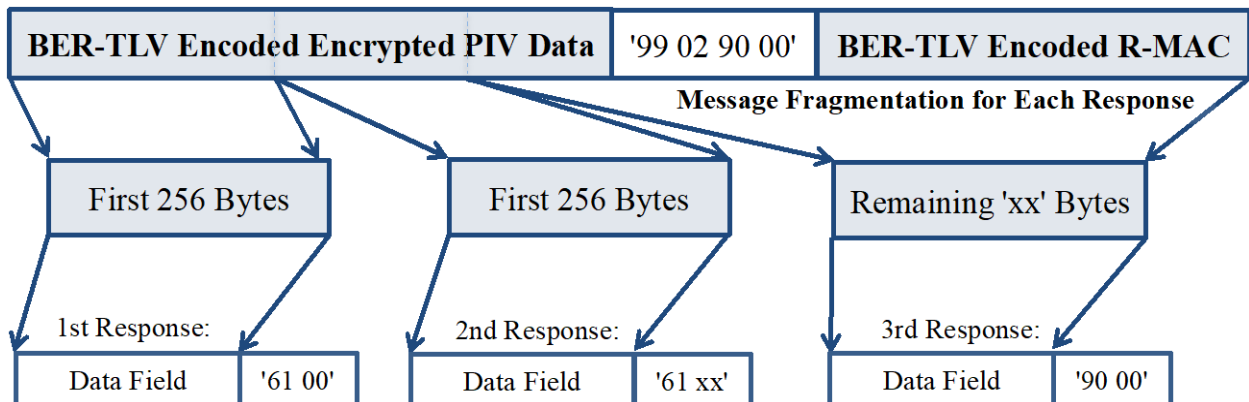 BER-TLV Encoded Encrypted PIV Data '99 02 90 00' BER-TLV Encoded R-MAC
Message Fragmentation for Each Response
First 256 Bytes First 256 Bytes Remaining 'xx' Bytes
1st Response: 2nd Response: 3rd Response:
Data Field '61 00' Data Field '61 xx' Data Field '90 00'